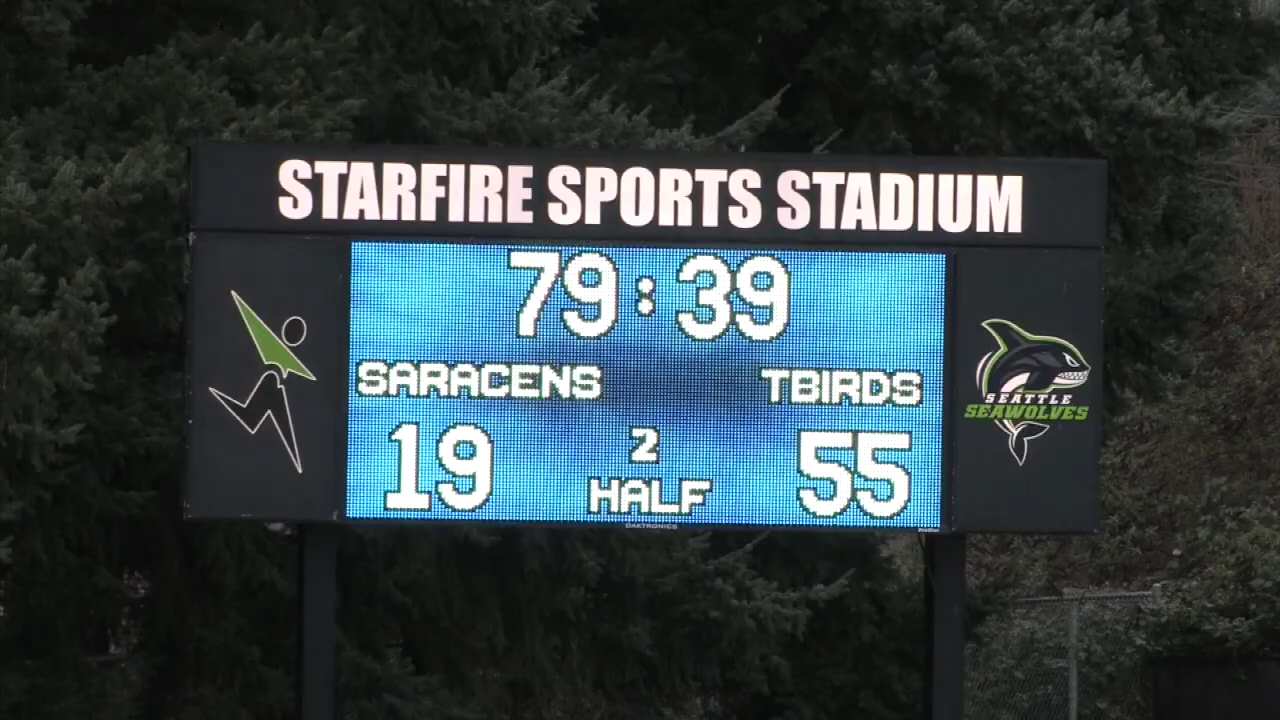 STARFIRE SPORTS STADIUM
79:39
SARACENS TBIRDS
19 2 55
HALF
SEATTLE
SEAWOLVES
DAKTRONICS